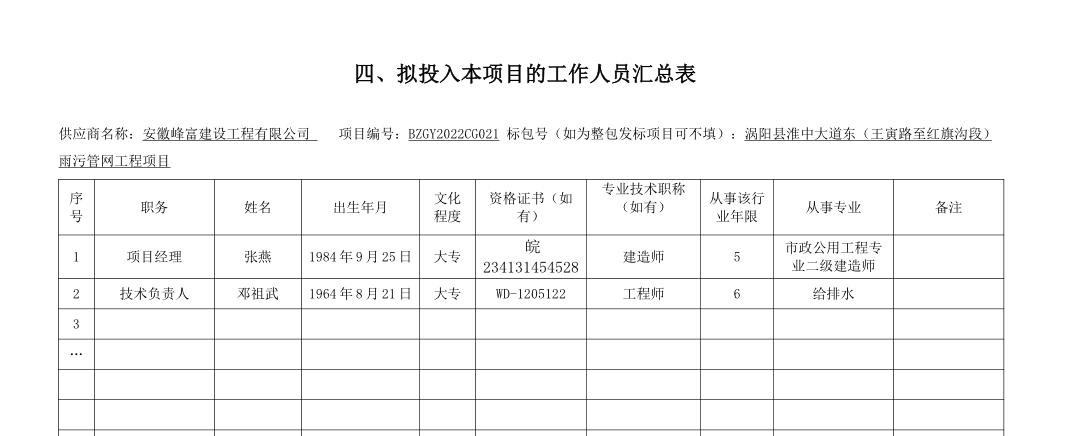 四、拟投入本项目的工作人员汇总表
供应商名称：安徽峰富建设工程有限公司 项目编号：BZGY2022CG021 标包号（如为整包发标项目可不填）：涡阳县淮中大道东（王寅路至红旗沟段）
雨污管网工程项目
序号 职务 姓名 出生年月 文化程度 资格证书（如有） 专业技术职称（如有） 从事该行业年限 从事专业 备注
1 项目经理 张燕 1984年9月25日 大专 皖234131454528 建造师 5 市政公用工程专业二级建造师
2 技术负责人 邓祖武 1964年8月21日 大专 WD-1205122 工程师 6 给排水
3
…